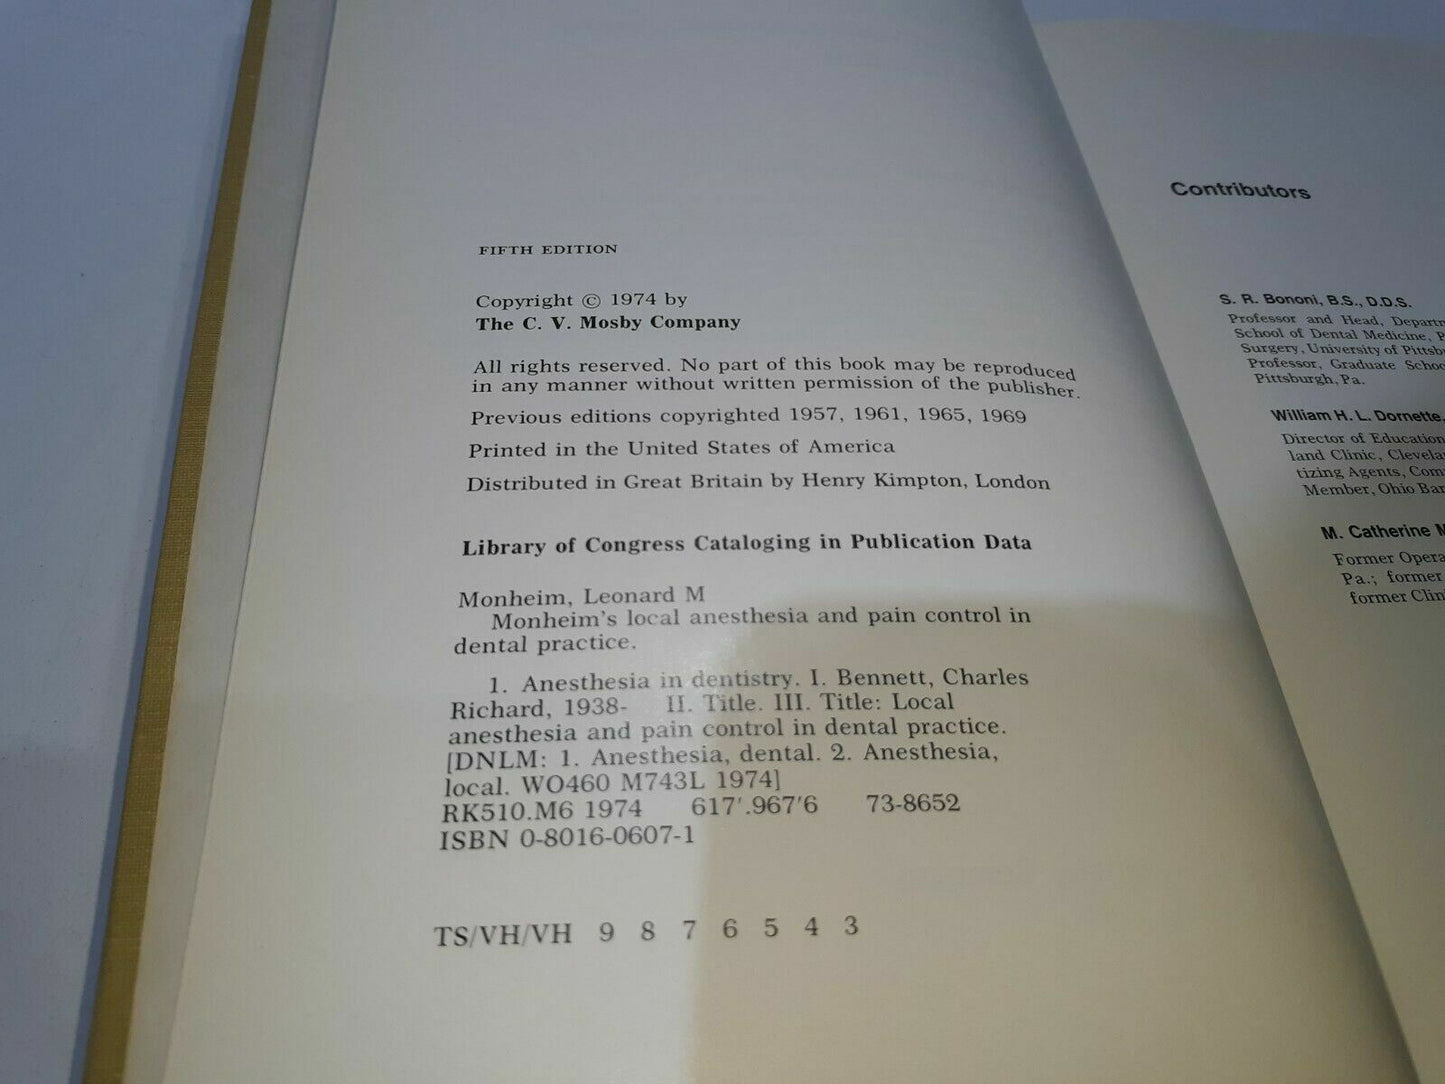 FIFTH EDITION
Copyright © 1974 by
The C. V. Mosby Company
All rights reserved. No part of this book may be reproduced
in any manner without written permission of the publisher.
Previous editions copyrighted 1957, 1961, 1965, 1969
Printed in the United States of America
Distributed in Great Britain by Henry Kimpton, London
Library of Congress Cataloging in Publication Data
Monheim, Leonard M
Monheim's local anesthesia and pain control in
dental practice.
1. Anesthesia in dentistry. I. Bennett, Charles
Richard, 1938- II. Title. III. Title: Local
anesthesia and pain control in dental practice.
[DNLM: 1. Anesthesia, dental. 2. Anesthesia,
local. WO460 M743L 1974]
RK510.M6 1974 617'.967'6 73-8652
ISBN 0-8016-0607-1
TS/VH/VH 9 8 7 6 5 4 3
Contributors
S. R. Bononi, B.S., D.D.S.
Professor and Head, Departm
School of Dental Medicine, P
Surgery, University of Pittsb
Professor, Graduate Schoo
Pittsburgh, Pa.
William H. L. Dornette,
Director of Education
land Clinic, Clevela
tizing Agents, Com
Member, Ohio Bar
M. Catherine M
Former Opera
Pa.; former
former Clin